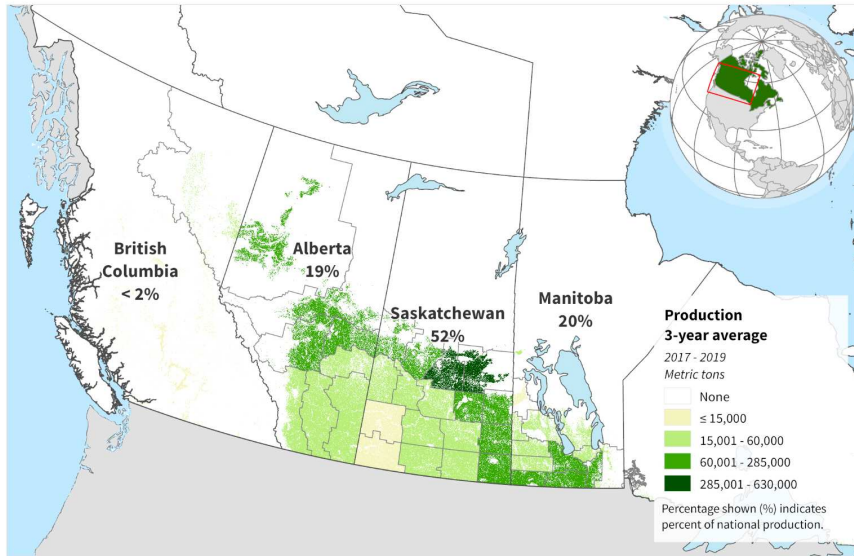 British
Columbia
< 2%
Alberta
19%
Saskatchewan
52%
Manitoba
20%
Production
3-year average
2017 - 2019
Metric tons
None
≤ 15,000
15,001 - 60,000
60,001 - 285,000
285,001 - 630,000
Percentage shown (%) indicates
percent of national production.